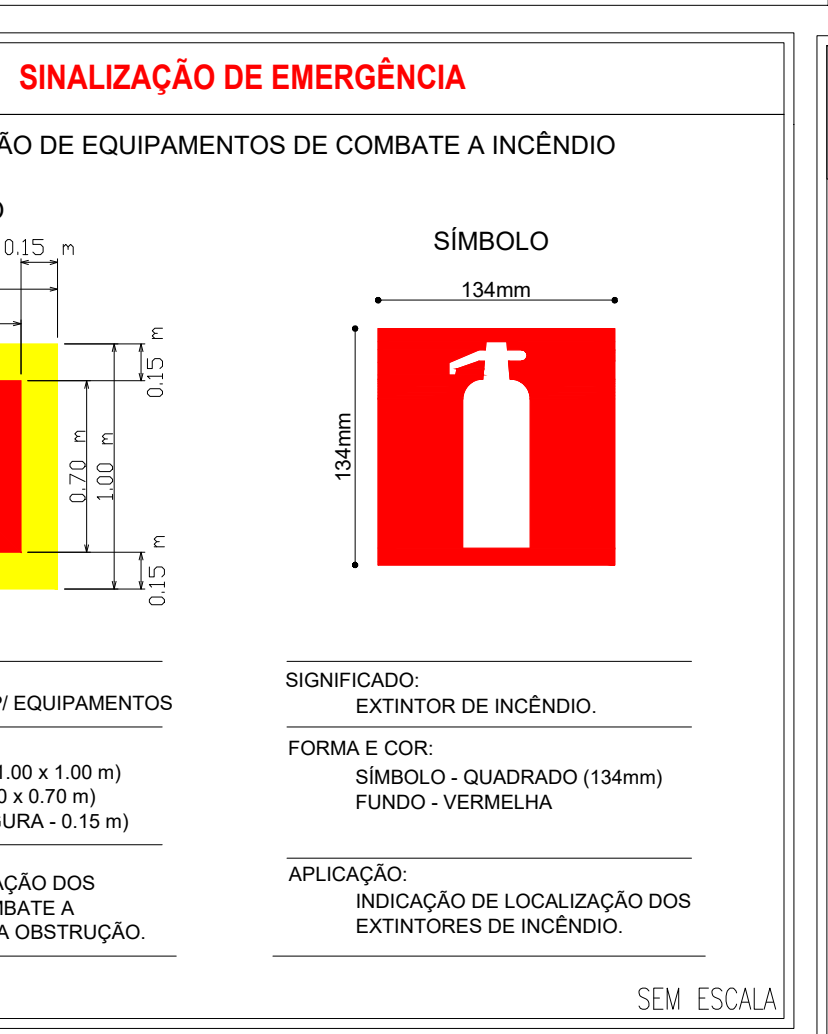 SINALIZAÇÃO DE EMERGÊNCIA
ÃO DE EQUIPAMENTOS DE COMBATE A INCÊNDIO
O
0.15 m
0.15 m
0.70 m
1.00 m
0.15 m
P/ EQUIPAMENTOS
1.00 x 1.00 m)
0 x 0.70 m)
GURA - 0.15 m)
AÇÃO DOS
MBATE A
A OBSTRUÇÃO.
SÍMBOLO
134mm
134mm
SIGNIFICADO:
EXTINTOR DE INCÊNDIO.
FORMA E COR:
SÍMBOLO - QUADRADO (134mm)
FUNDO - VERMELHA
APLICAÇÃO:
INDICAÇÃO DE LOCALIZAÇÃO DOS
EXTINTORES DE INCÊNDIO.
SEM ESCALA